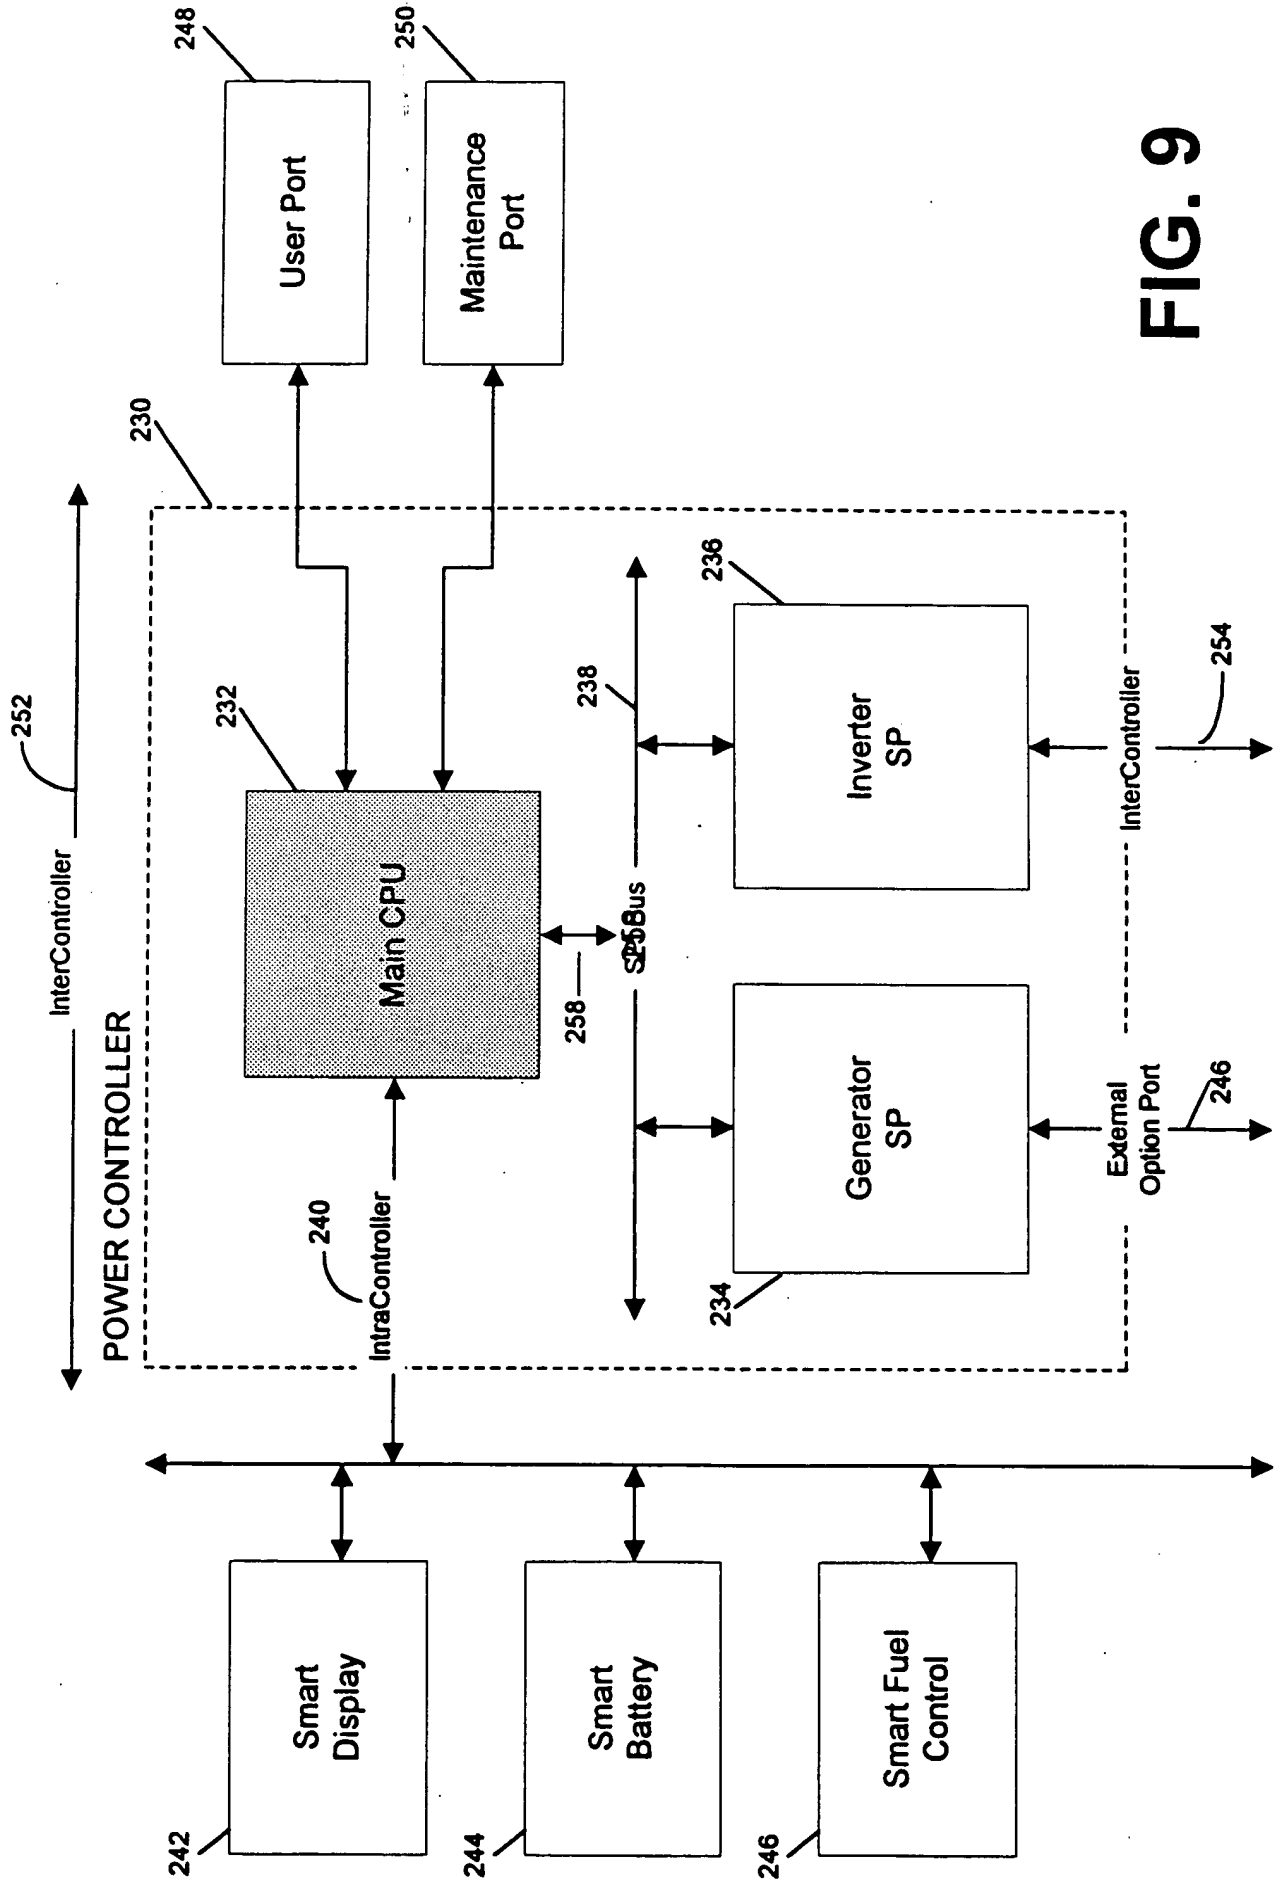 252
InterController
POWER CONTROLLER
230
248
User Port
250
Maintenance
Port
232
Main CPU
240
IntraController
242
Smart
Display
258
238
SP Bus
244
Smart
Battery
234
Generator
SP
236
Inverter
SP
246
Smart Fuel
Control
External
Option Port
246
InterController
254
FIG. 9